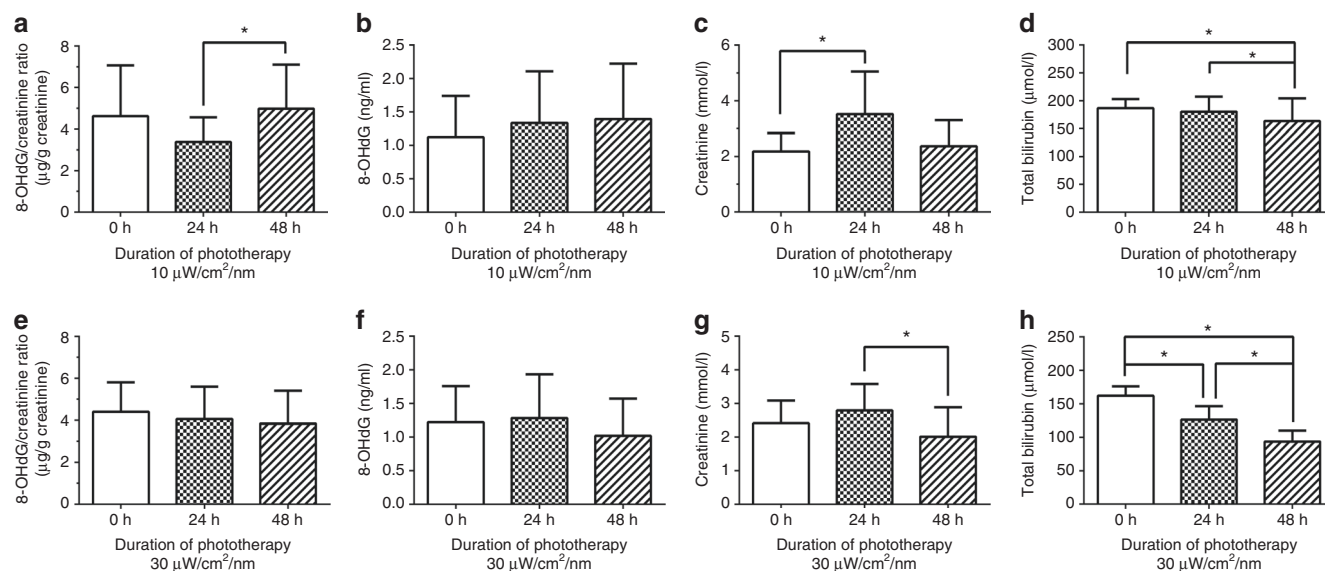 a
8-OHdG/creatinine ratio
(μg/g creatinine)
8
6
4
2
0
*
0 h
24 h
48 h
Duration of phototherapy
10 μW/cm²/nm
b
8-OHdG (ng/ml)
2.5
2.0
1.5
1.0
0.5
0.0
0 h
24 h
48 h
Duration of phototherapy
10 μW/cm²/nm
c
Creatinine (mmol/l)
6
4
2
0
*
0 h
24 h
48 h
Duration of phototherapy
10 μW/cm²/nm
d
Total bilirubin (μmol/l)
300
250
200
150
100
50
0
*
*
0 h
24 h
48 h
Duration of phototherapy
10 μW/cm²/nm
e
8-OHdG/creatinine ratio
(μg/g creatinine)
8
6
4
2
0
0 h
24 h
48 h
Duration of phototherapy
30 μW/cm²/nm
f
8-OHdG (ng/ml)
2.5
2.0
1.5
1.0
0.5
0.0
0 h
24 h
48 h
Duration of phototherapy
30 μW/cm²/nm
g
Creatinine (mmol/l)
5
4
3
2
1
0
*
0 h
24 h
48 h
Duration of phototherapy
30 μW/cm²/nm
h
Total bilirubin (μmol/l)
250
200
150
100
50
0
*
*
*
0 h
24 h
48 h
Duration of phototherapy
30 μW/cm²/nm